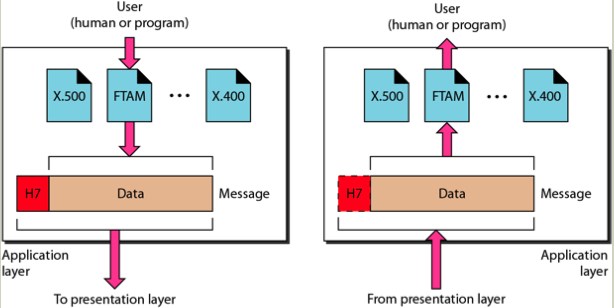 User
(human or program)
X.500
FTAM
...
X.400
H7
Data
Message
Application
layer
To presentation layer
User
(human or program)
X.500
FTAM
...
X.400
H7
Data
Message
Application
layer
From presentation layer